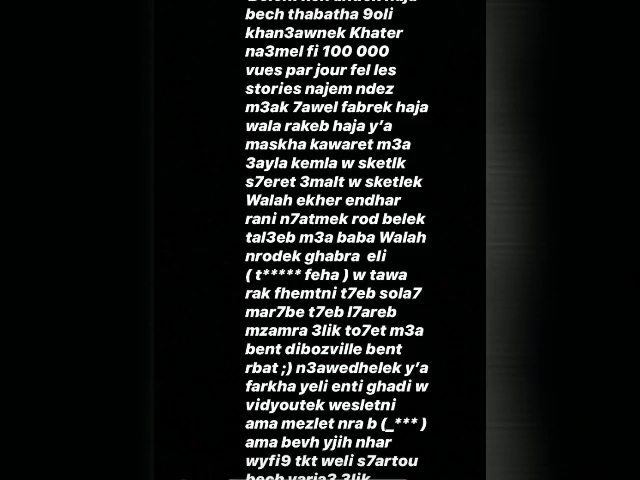 bech thabatha 9oli
khan3awnek Khater
na3mel fi 100 000
vues par jour fel les
stories najem ndez
m3ak 7awel fabrek haja
wala rakeb haja y’a
maskha kawaret m3a
3ayla kemla w sketlk
s7eret 3malt w sketlek
Walah ekher endhar
rani n7atmek rod belek
tal3eb m3a baba Walah
nrodek ghabra eli
( t***** feha ) w tawa
rak fhemtni t7eb sola7
mar7be t7eb l7areb
mzamra 3lik to7et m3a
bent dibozville bent
rbat ;) n3awedhelek y’a
farkha yeli enti ghadi w
vidyoutek wesletni
ama mezlet nra b (_*** )
ama bevh yjih nhar
wyfi9 tkt weli s7artou
bech yarja3 3lik